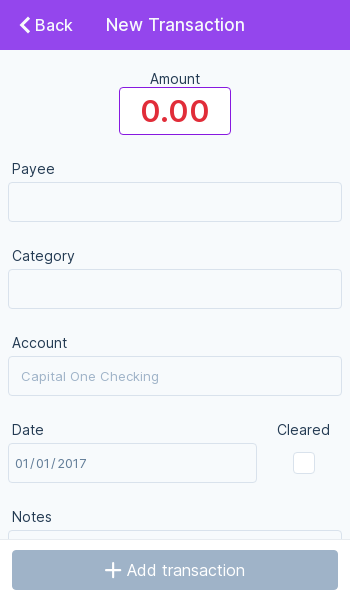 Back
New Transaction
Amount
0.00
Payee
Category
Account
Capital One Checking
Date
Cleared
01/01/2017
Notes
Add transaction